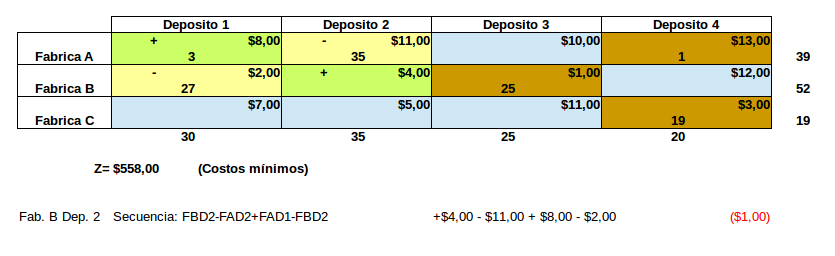 Deposito 1 Deposito 2 Deposito 3 Deposito 4
+ $8,00 - $11,00 $10,00 $13,00
Fabrica A 3 35 1 39
- $2,00 + $4,00 $1,00 $12,00
Fabrica B 27 25 52
$7,00 $5,00 $11,00 $3,00
Fabrica C 19 19
30 35 25 20
Z= $558,00 (Costos mínimos)
Fab. B Dep. 2 Secuencia: FBD2-FAD2+FAD1-FBD2 +$4,00 - $11,00 + $8,00 - $2,00 ($1,00)